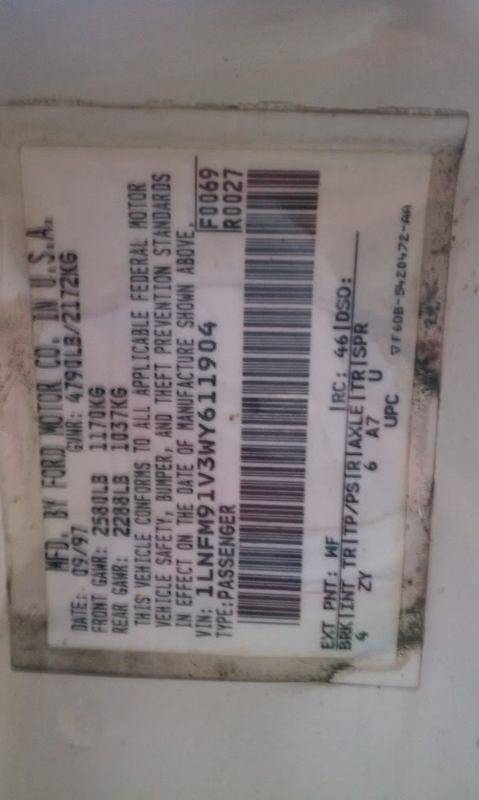 MFD. BY FORD MOTOR CO. IN U.S.A.
DATE: 09/97 GVWR: 4790LB/2172KG
FRONT GAWR: 2580LB 1170KG
REAR GAWR: 2288LB 1037KG
THIS VEHICLE CONFORMS TO ALL APPLICABLE FEDERAL MOTOR
VEHICLE SAFETY, BUMPER, AND THEFT PREVENTION STANDARDS
IN EFFECT ON THE DATE OF MANUFACTURE SHOWN ABOVE.
VIN: 1LNFM91V3WY611904 F0069
TYPE: PASSENGER R0027
EXT PNT: WF RC: 46 DSO:
BRK INT TR TP/PS R AXLE TR SPR
4 ZY 6 A7 U
UPC
▽F60B-5420472-AA